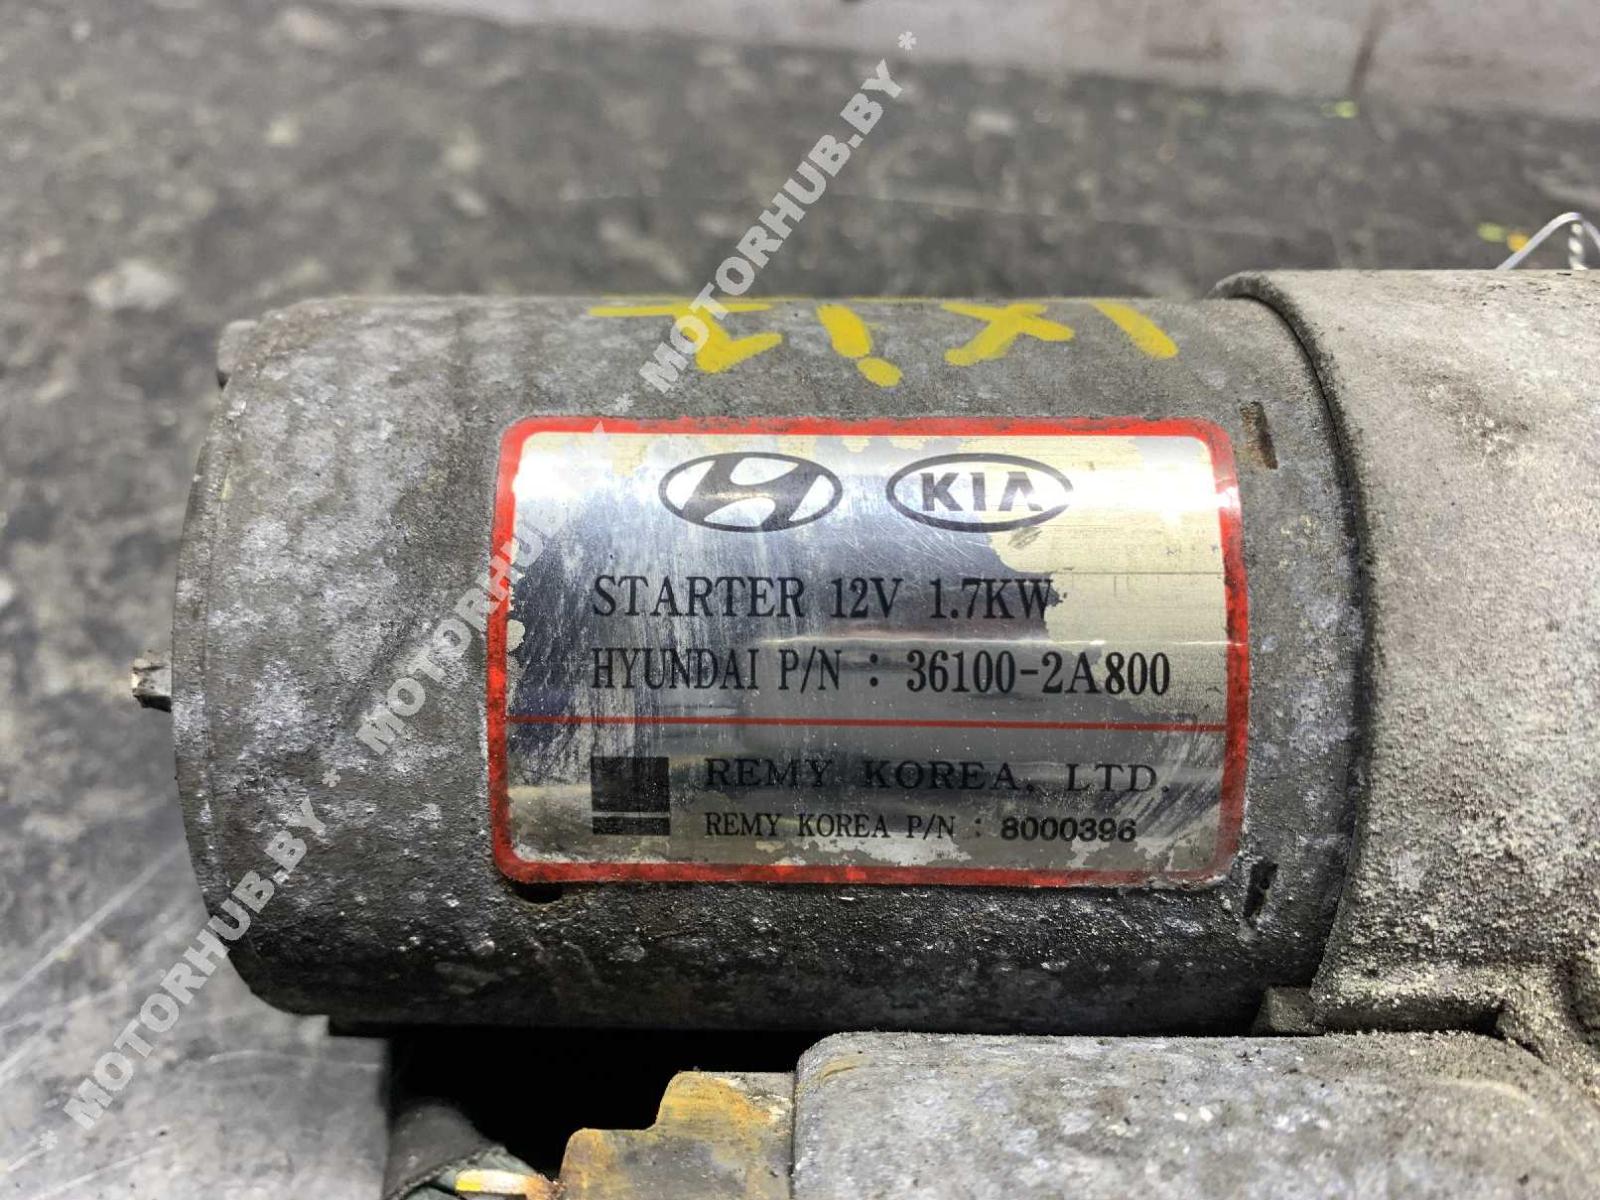 KIA
STARTER 12V 1.7KW
HYUNDAI P/N : 36100-2A800
REMY KOREA, LTD.
REMY KOREA P/N : 8000396
* MOTORHUB.BY * MOTORHUB.BY * MOTORHUB.BY *